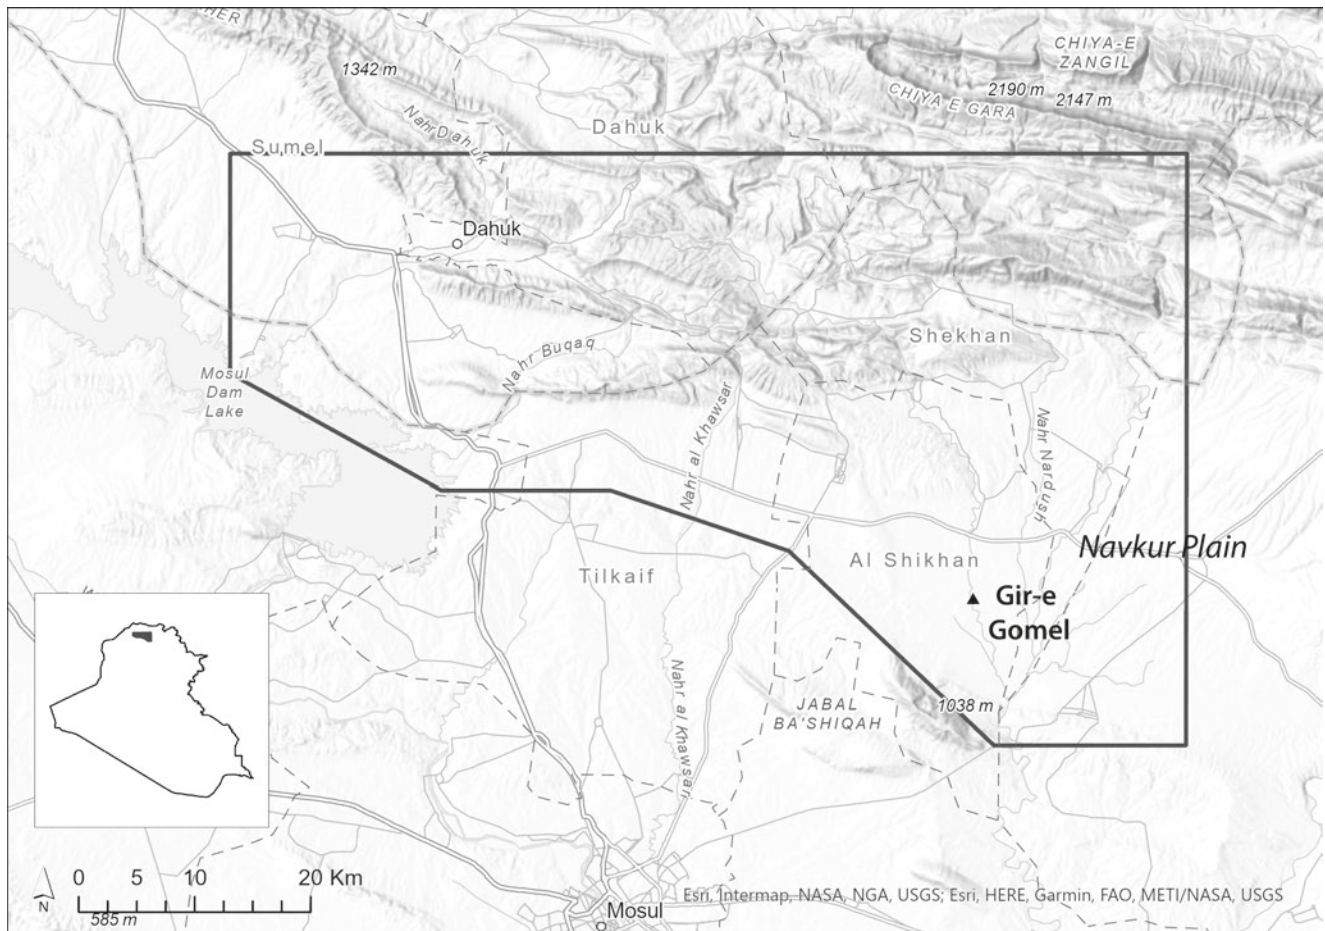 HER
CHIYA-E
ZANGIL
1342 m
2190 m
2147 m
CHIYA E GARA
Nahr Dahuk
Dahuk
Sumel
Dahuk
Shekhan
Nahr Buqaq
Mosul
Dam
Lake
Nahr al Khawsar
Nahr Nardush
Navkur Plain
Al Shikhan
Tilkaif
Gir-e
Gomel
Nahr al Khawsar
1038 m
JABAL
BA'SHIQAH
0 5 10 20 Km
N
585 m
Mosul
Esri, Intermap, NASA, NGA, USGS; Esri, HERE, Garmin, FAO, METI/NASA, USGS